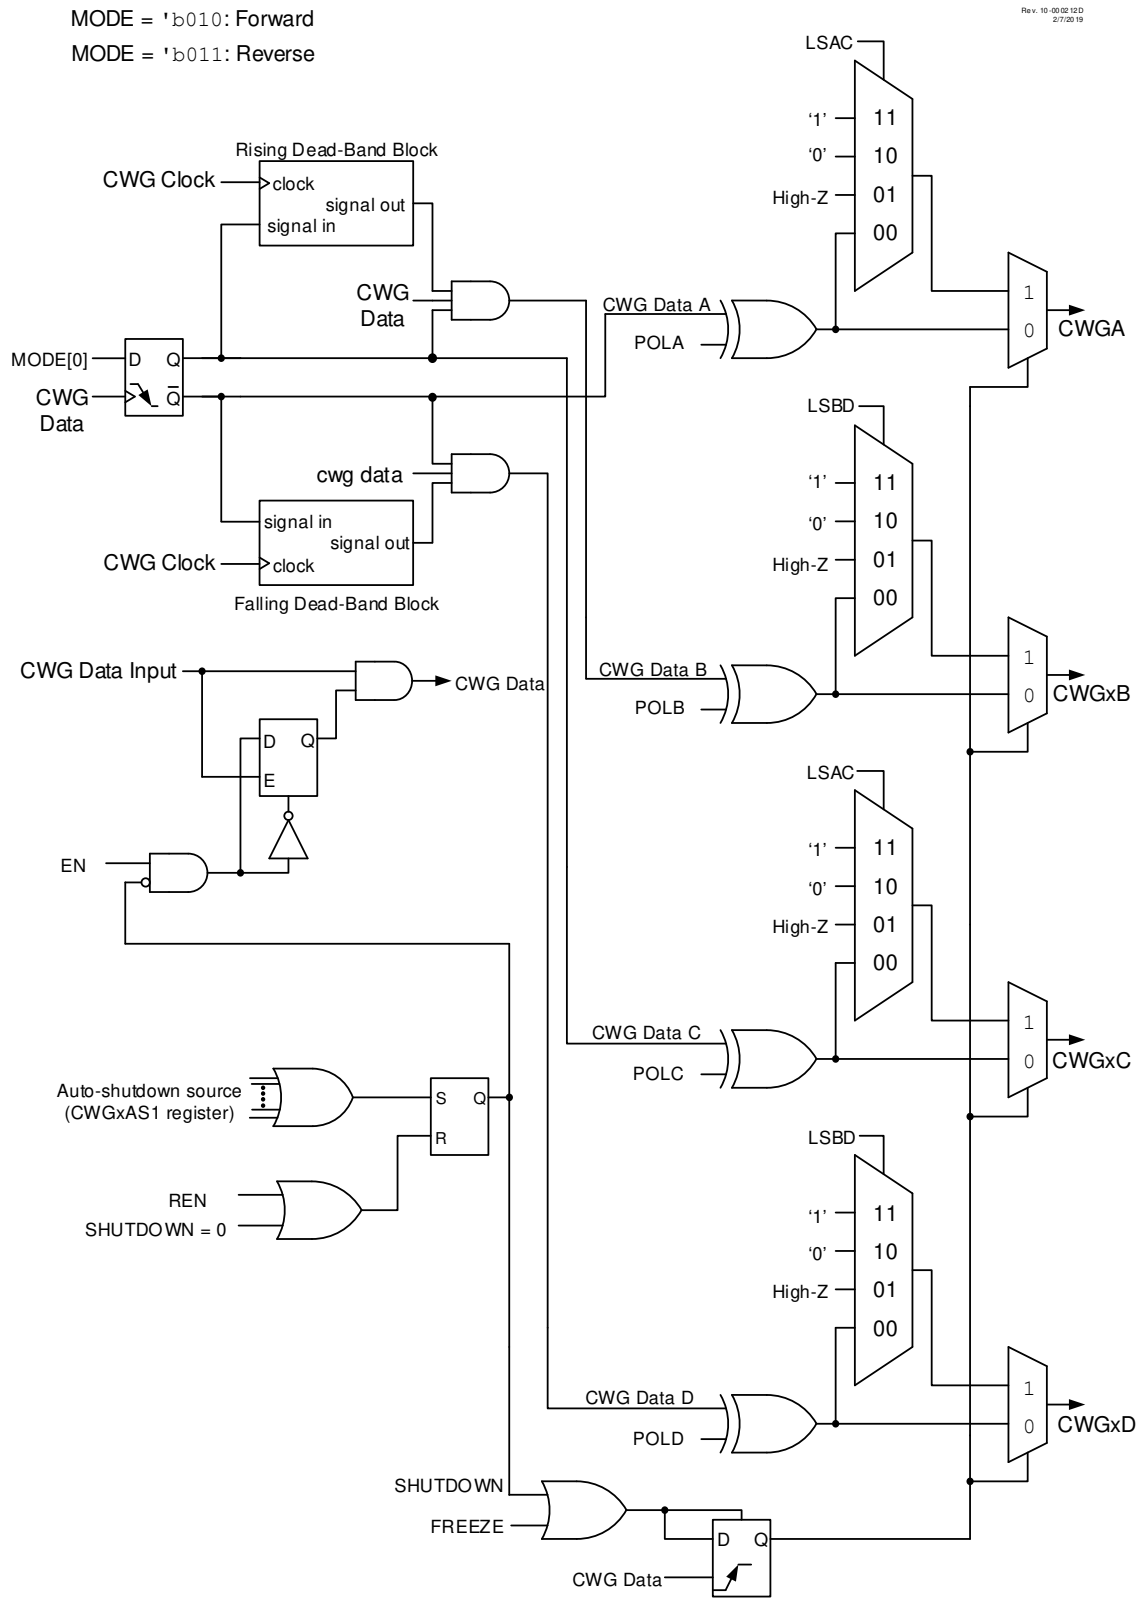 MODE = 'b010: Forward
MODE = 'b011: Reverse
Rev. 10-000212D
2/7/2019
LSAC
'1'
11
'0'
10
High-Z
01
00
Rising Dead-Band Block
CWG Clock
clock
signal out
signal in
CWG
Data
CWG Data A
POLA
1
0
CWGA
MODE[0]
D
Q
CWG
Data
Q
cwg data
signal in
signal out
CWG Clock
clock
Falling Dead-Band Block
LSBD
'1'
11
'0'
10
High-Z
01
00
CWG Data B
POLB
1
0
CWGxB
CWG Data Input
CWG Data
D
Q
E
EN
LSAC
'1'
11
'0'
10
High-Z
01
00
CWG Data C
POLC
1
0
CWGxC
Auto-shutdown source
(CWGxAS1 register)
S
Q
R
REN
SHUTDOWN = 0
LSBD
'1'
11
'0'
10
High-Z
01
00
CWG Data D
POLD
1
0
CWGxD
SHUTDOWN
FREEZE
D
Q
CWG Data